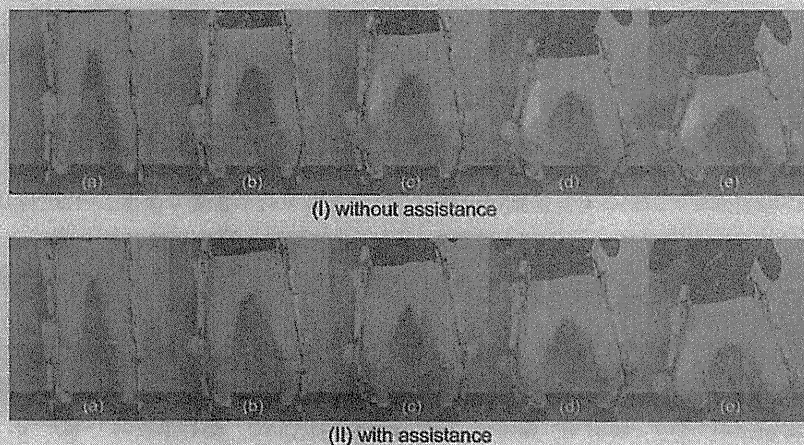 (a) (b) (c) (d) (e)
(I) without assistance
(a) (b) (c) (d) (e)
(II) with assistance